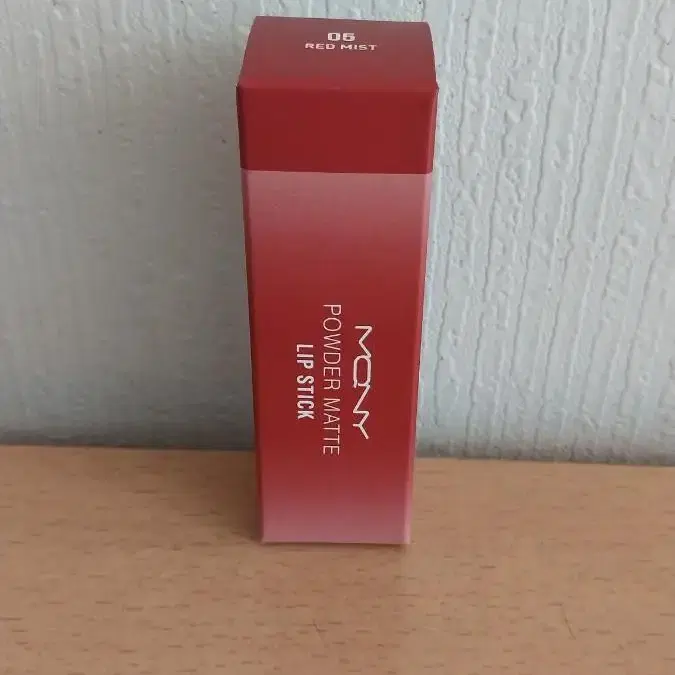 05
RED MIST
MQNY
POWDER MATTE
LIP STICK